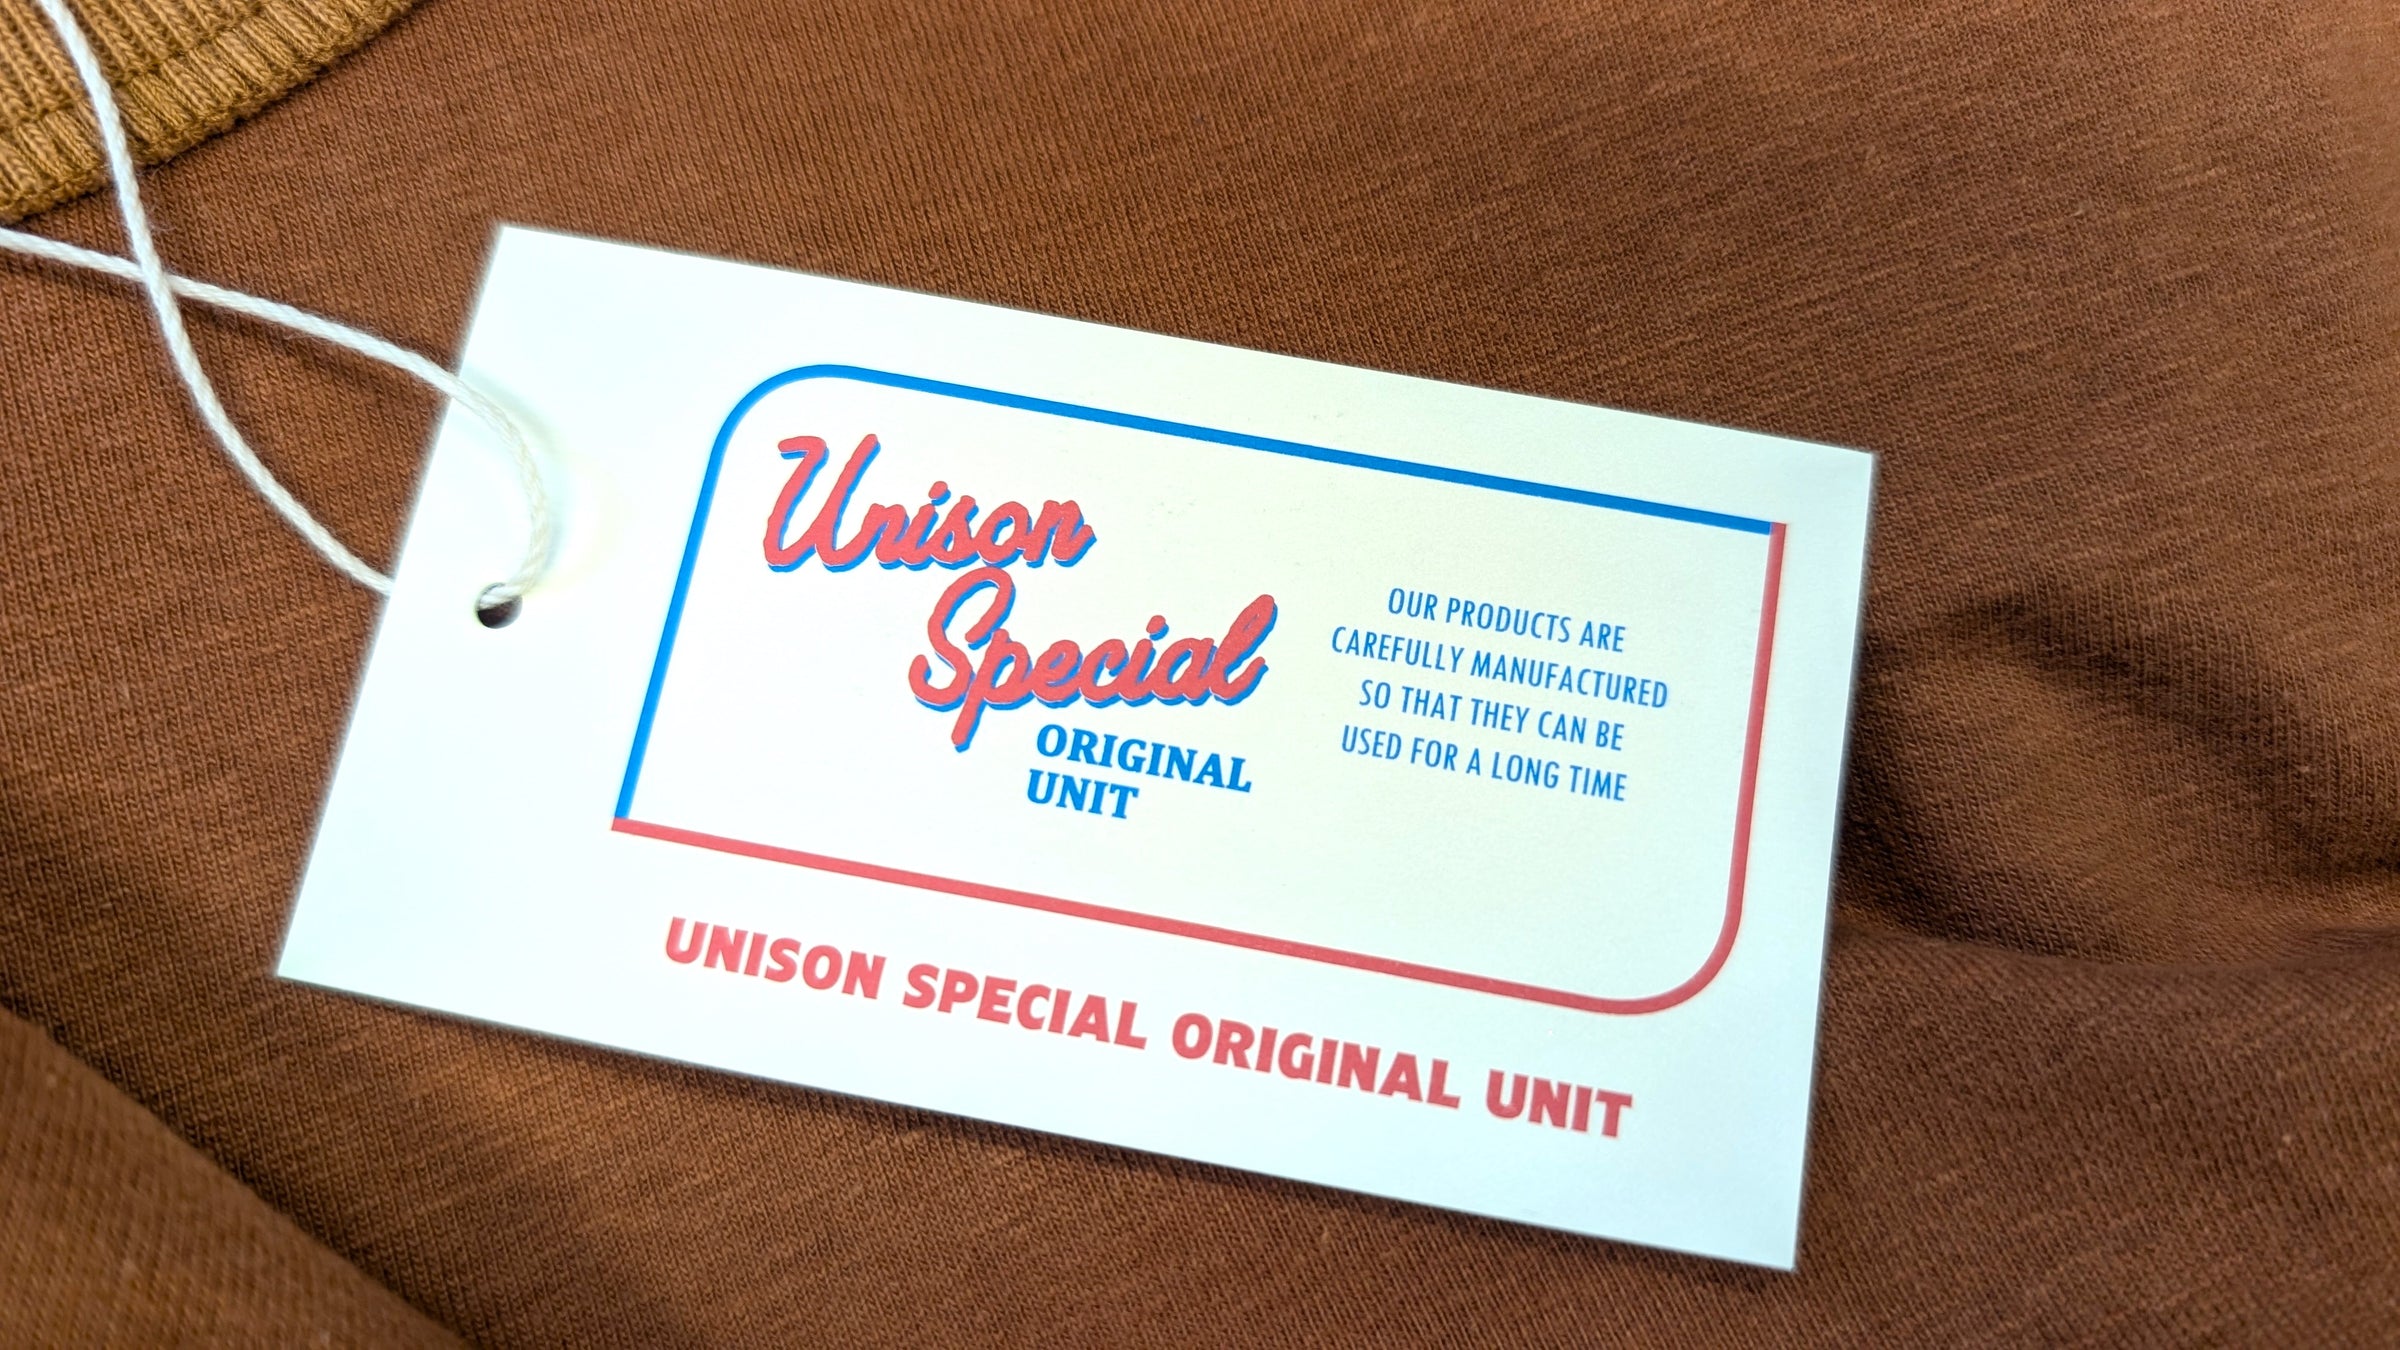 Unison
Special
ORIGINAL
UNIT
OUR PRODUCTS ARE
CAREFULLY MANUFACTURED
SO THAT THEY CAN BE
USED FOR A LONG TIME
UNISON SPECIAL ORIGINAL UNIT